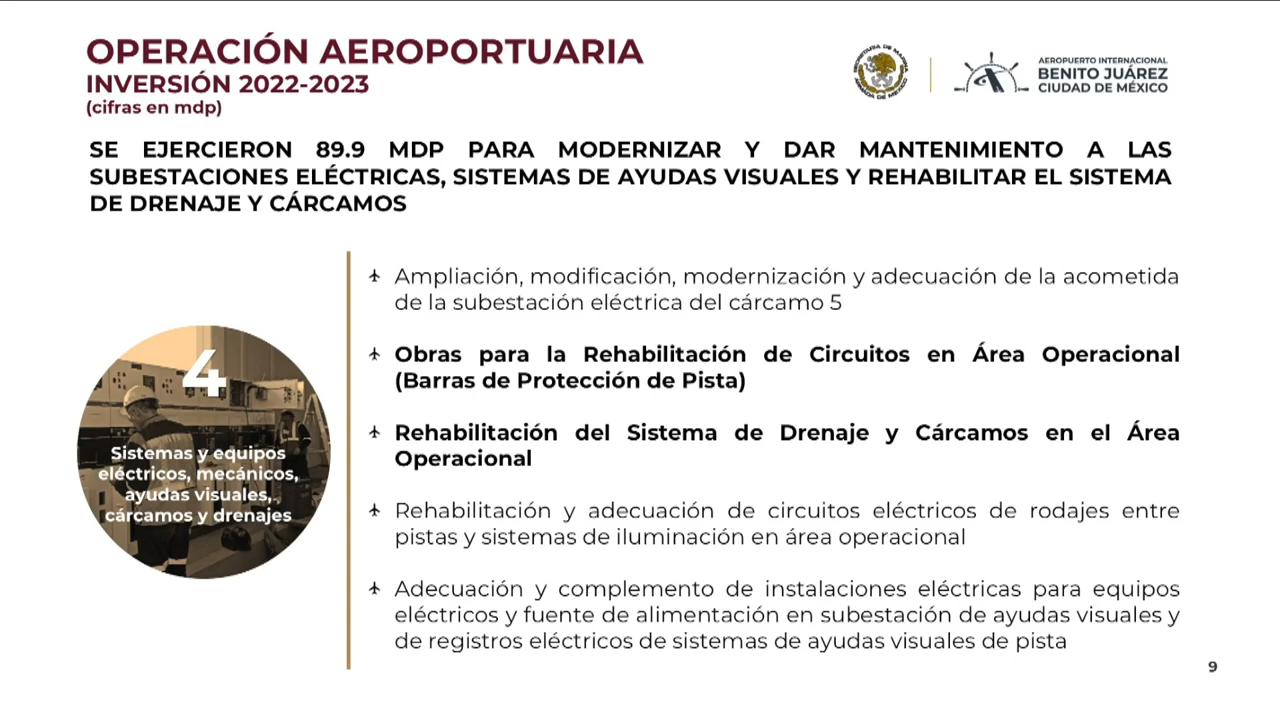 OPERACIÓN AEROPORTUARIA
INVERSIÓN 2022-2023
(cifras en mdp)
SECRETARÍA DE MARINA
ARMADA DE MÉXICO
AEROPUERTO INTERNACIONAL
BENITO JUÁREZ
CIUDAD DE MÉXICO
SE EJERCIERON 89.9 MDP PARA MODERNIZAR Y DAR MANTENIMIENTO A LAS
SUBESTACIONES ELÉCTRICAS, SISTEMAS DE AYUDAS VISUALES Y REHABILITAR EL SISTEMA
DE DRENAJE Y CÁRCAMOS
4
Sistemas y equipos
eléctricos, mecánicos,
ayudas visuales,
cárcamos y drenajes
Ampliación, modificación, modernización y adecuación de la acometida
de la subestación eléctrica del cárcamo 5
Obras para la Rehabilitación de Circuitos en Área Operacional
(Barras de Protección de Pista)
Rehabilitación del Sistema de Drenaje y Cárcamos en el Área
Operacional
Rehabilitación y adecuación de circuitos eléctricos de rodajes entre
pistas y sistemas de iluminación en área operacional
Adecuación y complemento de instalaciones eléctricas para equipos
eléctricos y fuente de alimentación en subestación de ayudas visuales y
de registros eléctricos de sistemas de ayudas visuales de pista
9